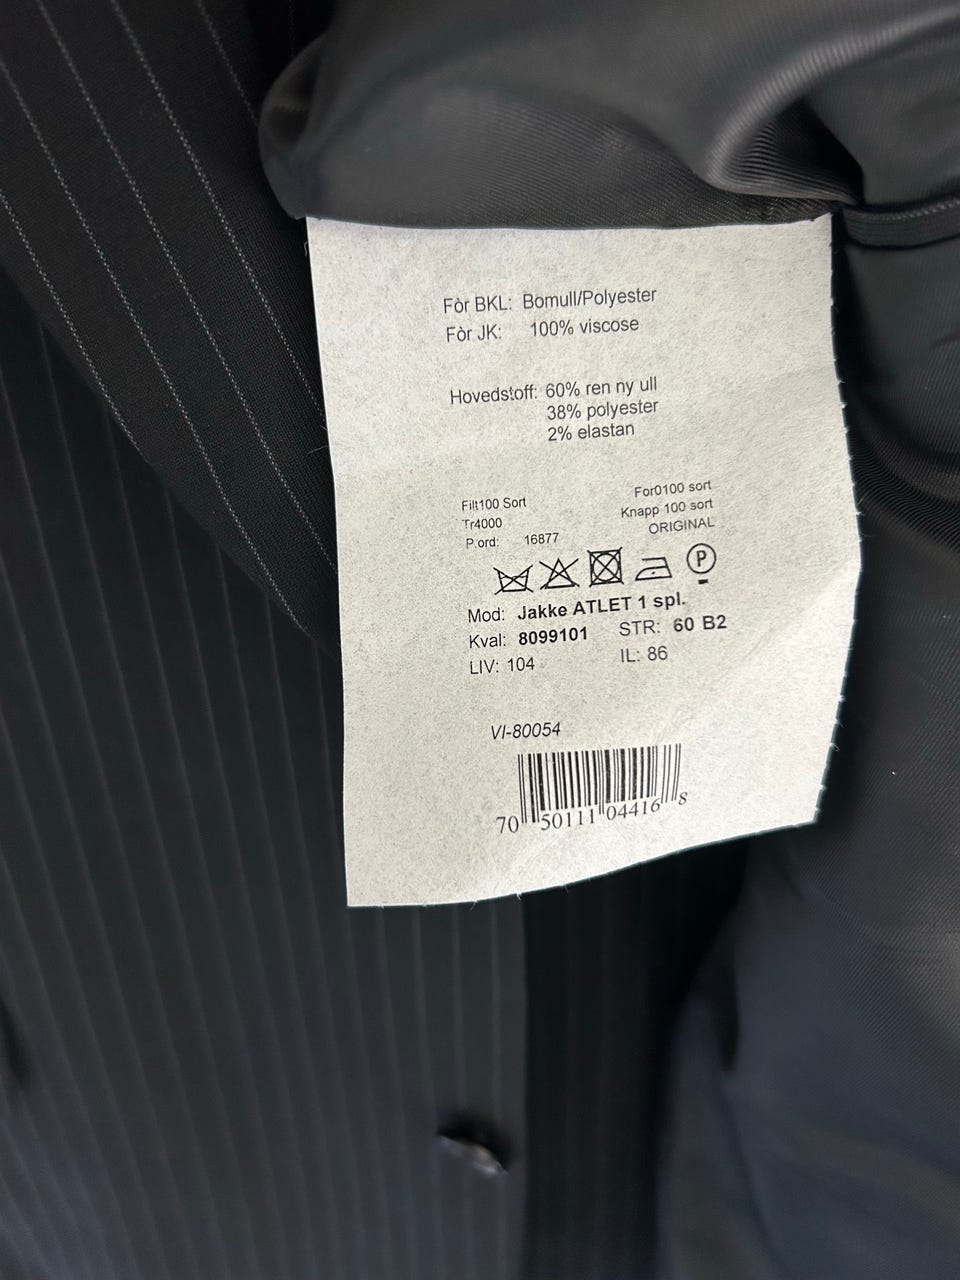 Fòr BKL: Bomull/Polyester
Fòr JK: 100% viscose
Hovedstoff: 60% ren ny ull
38% polyester
2% elastan
Filt100 Sort
For0100 sort
Tr4000
Knapp 100 sort
P.ord: 16877
ORIGINAL
P
Mod: Jakke ATLET 1 spl.
Kval: 8099101 STR: 60 B2
LIV: 104 IL: 86
VI-80054
70 50111 04416 8